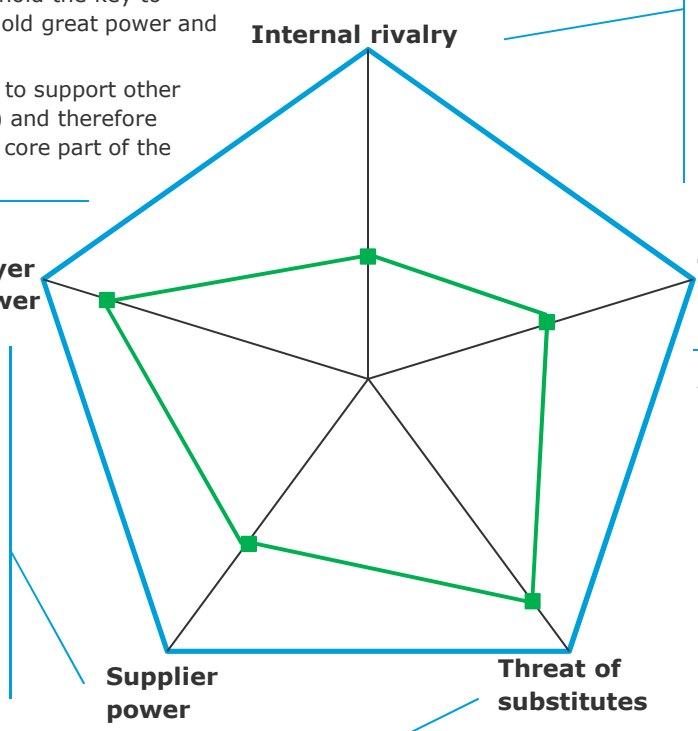 old great power and
Internal rivalry
to support other
and therefore
core part of the
Supplier
power
Threat of
substitutes